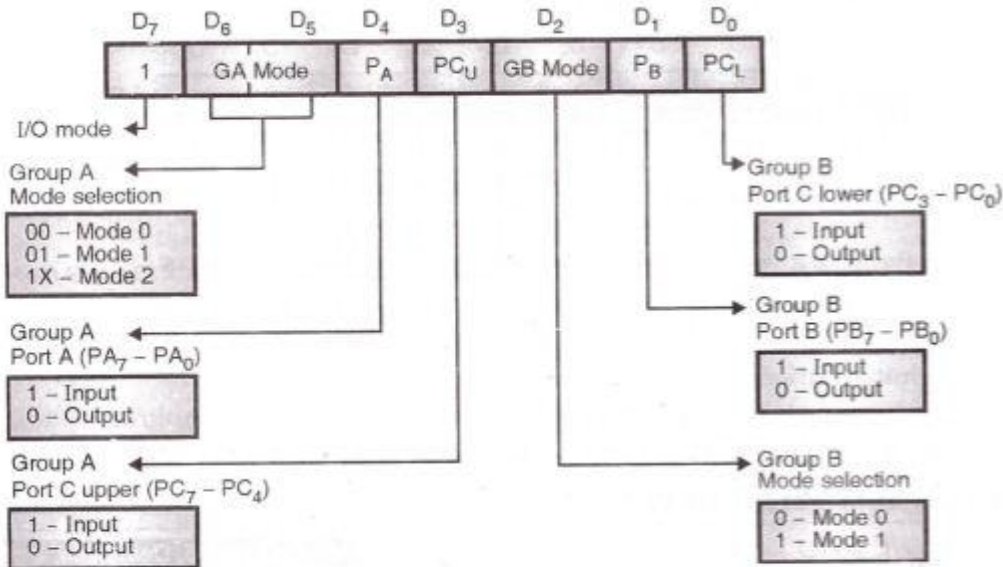 D7 D6 D5 D4 D3 D2 D1 D0
1 GA Mode PA PCU GB Mode PB PCL
I/O mode
Group A
Mode selection
00 – Mode 0
01 – Mode 1
1X – Mode 2
Group A
Port A (PA7 – PA0)
1 – Input
0 – Output
Group A
Port C upper (PC7 – PC4)
1 – Input
0 – Output
Group B
Port C lower (PC3 – PC0)
1 – Input
0 – Output
Group B
Port B (PB7 – PB0)
1 – Input
0 – Output
Group B
Mode selection
0 – Mode 0
1 – Mode 1